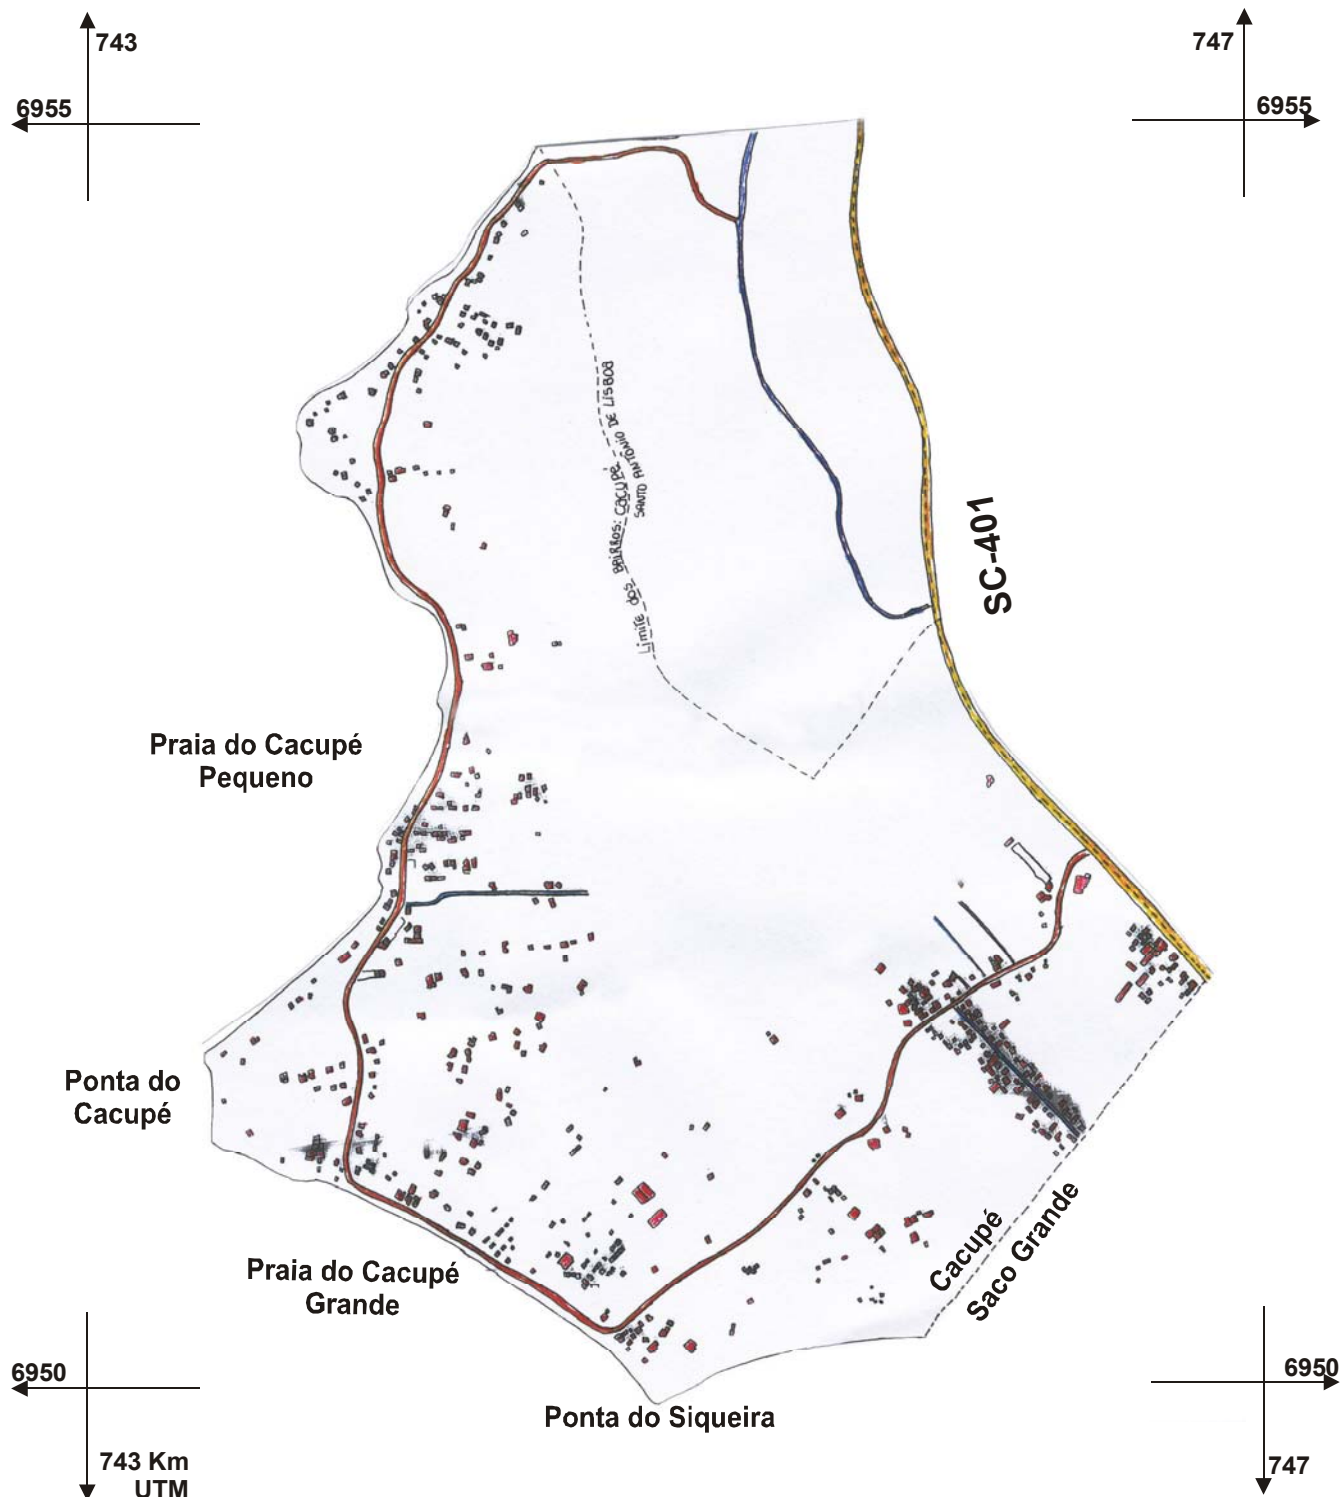 743
747
6955
6955
Limite dos BAIRROS: CACUPÉ
SANTO ANTONIO DE LISBOA
SC-401
Praia do Cacupé
Pequeno
Ponta do
Cacupé
Cacupé
Saco Grande
Praia do Cacupé
Grande
6950
6950
Ponta do Siqueira
743 Km
UTM
747